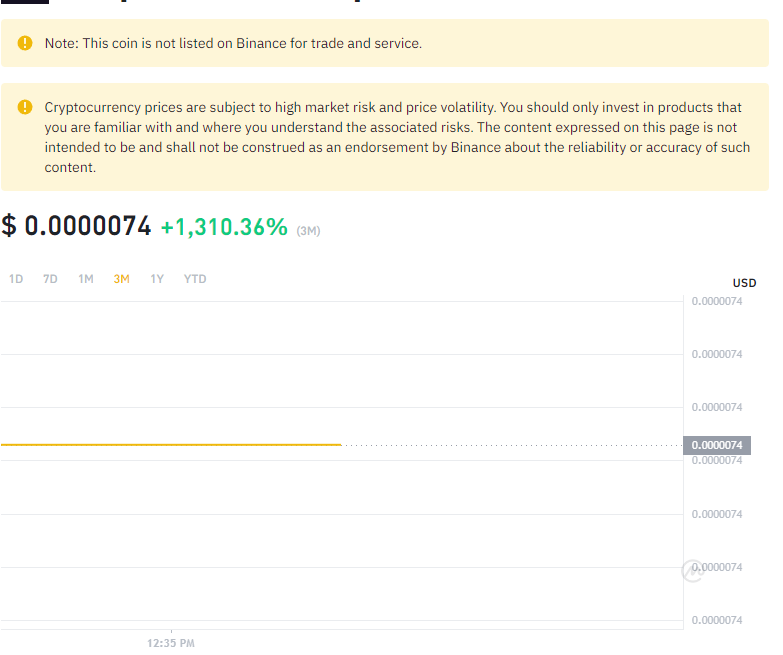 Note: This coin is not listed on Binance for trade and service.
Cryptocurrency prices are subject to high market risk and price volatility. You should only invest in products that
you are familiar with and where you understand the associated risks. The content expressed on this page is not
intended to be and shall not be construed as an endorsement by Binance about the reliability or accuracy of such
content.
$ 0.0000074 +1,310.36% (3M)
1D 7D 1M 3M 1Y YTD
USD
0.0000074
0.0000074
0.0000074
0.0000074
0.0000074
0.0000074
0.0000074
0.0000074
12:35 PM